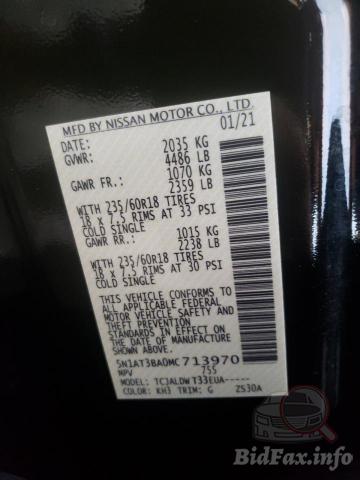 MFD BY NISSAN MOTOR CO., LTD.
DATE: 01/21
GVWR: 2035 KG
4486 LB
GAWR FR.: 1070 KG
2359 LB
WITH 235/60R18 TIRES
18 x 7.5 RIMS AT 33 PSI
COLD SINGLE
GAWR RR.: 1015 KG
2238 LB
WITH 235/60R18 TIRES
18 x 7.5 RIMS AT 30 PSI
COLD SINGLE
THIS VEHICLE CONFORMS TO
ALL APPLICABLE FEDERAL
MOTOR VEHICLE SAFETY AND
THEFT PREVENTION
STANDARDS IN EFFECT ON
THE DATE OF MANUFACTURE
SHOWN ABOVE.
5N1AT3BA0MC713970
MPV 755
MODEL: TCJALDWT33EUA-----
COLOR: KH3 TRIM: G ZS30A
BidFax.info